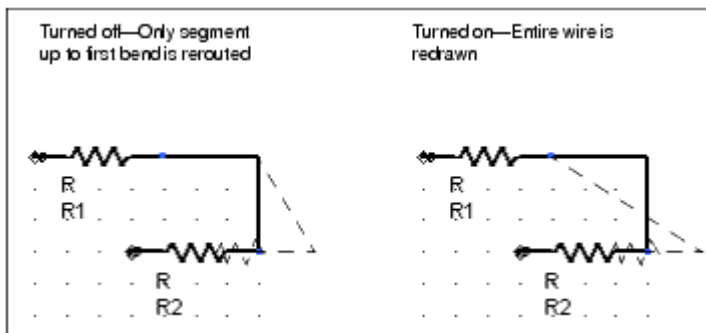 Turned off—Only segment
up to first bend is rerouted
Turned on—Entire wire is
redrawn
R
R1
R
R2
R
R1
R
R2